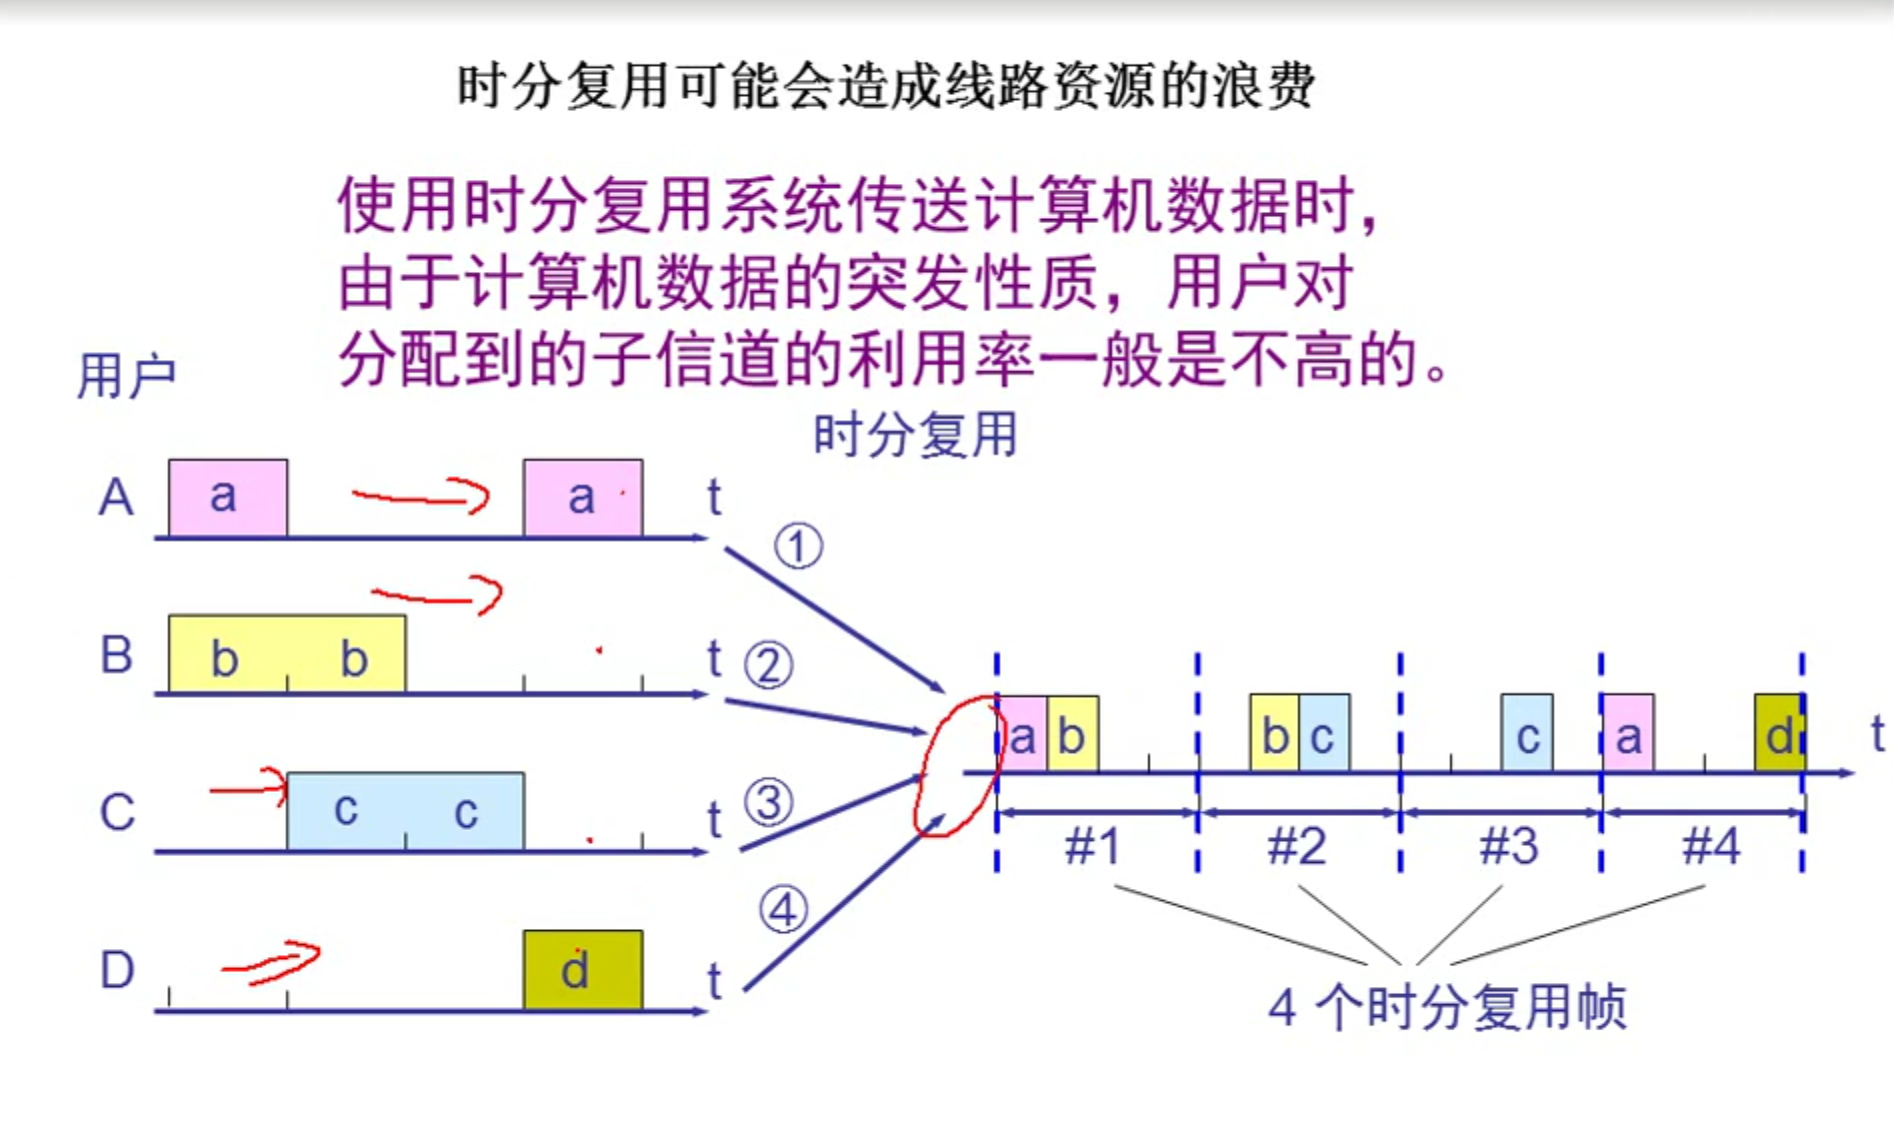 时分复用可能会造成线路资源的浪费
使用时分复用系统传送计算机数据时，
由于计算机数据的突发性质，用户对
分配到的子信道的利用率一般是不高的。
用户
时分复用
A a a t
①
B b b t ②
C c c t ③
D d t ④
a b b c c a d t
#1 #2 #3 #4
4 个时分复用帧